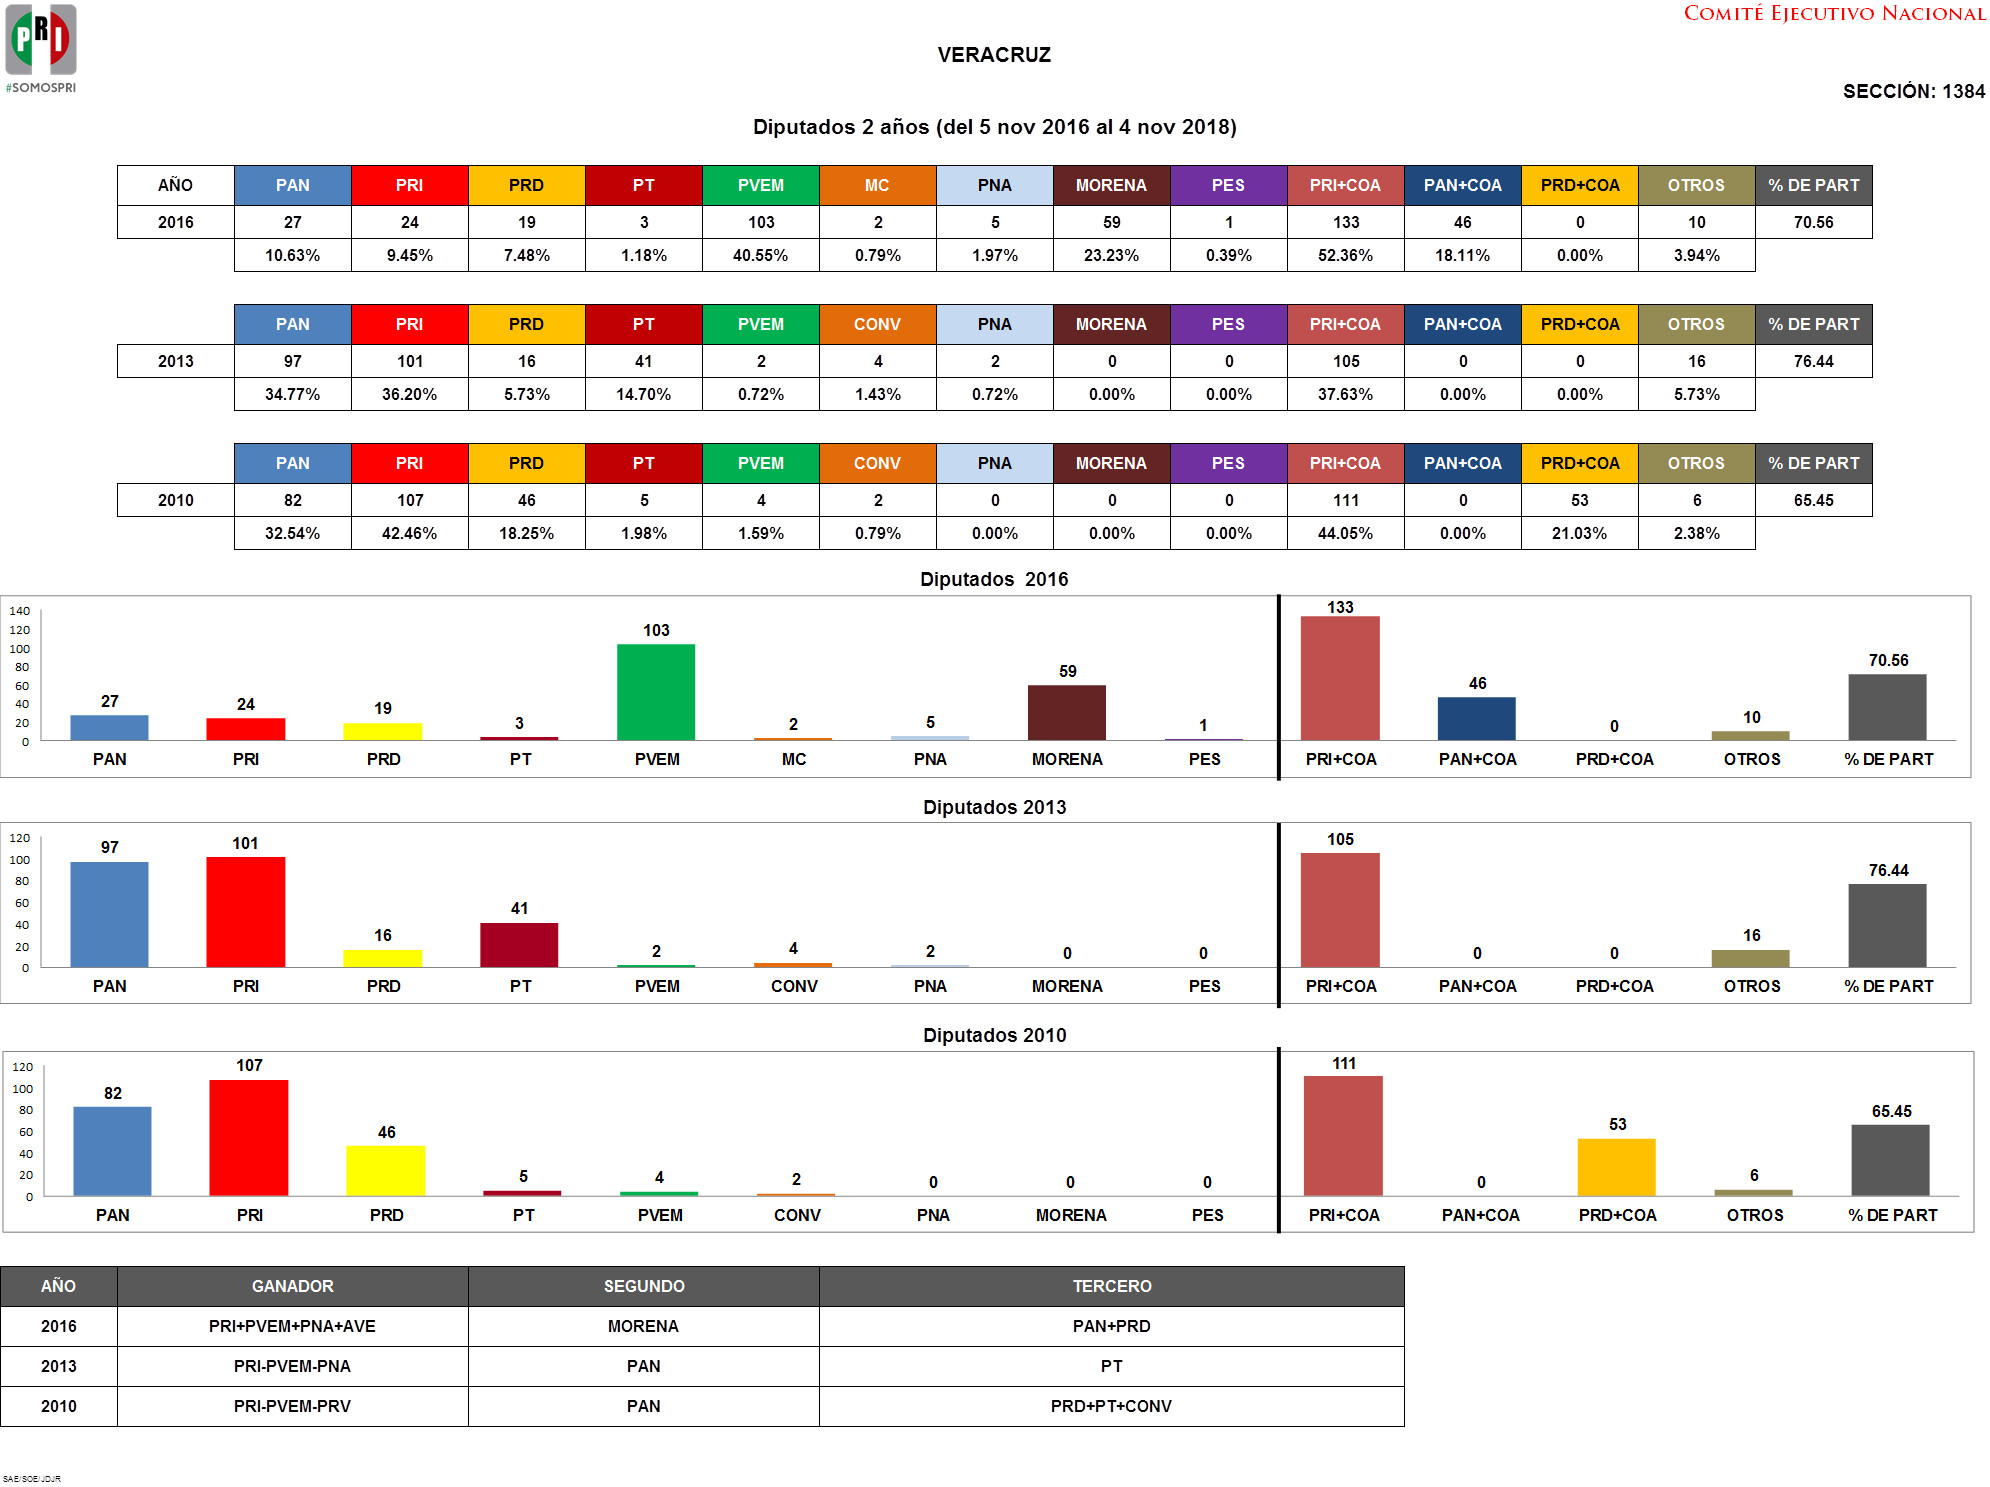 PRI
#SOMOSPRI
COMITÉ EJECUTIVO NACIONAL
VERACRUZ
SECCIÓN: 1384
Diputados 2 años (del 5 nov 2016 al 4 nov 2018)
AÑO PAN PRI PRD PT PVEM MC PNA MORENA PES PRI+COA PAN+COA PRD+COA OTROS % DE PART
2016 27 24 19 3 103 2 5 59 1 133 46 0 10 70.56
10.63% 9.45% 7.48% 1.18% 40.55% 0.79% 1.97% 23.23% 0.39% 52.36% 18.11% 0.00% 3.94%
PAN PRI PRD PT PVEM CONV PNA MORENA PES PRI+COA PAN+COA PRD+COA OTROS % DE PART
2013 97 101 16 41 2 4 2 0 0 105 0 0 16 76.44
34.77% 36.20% 5.73% 14.70% 0.72% 1.43% 0.72% 0.00% 0.00% 37.63% 0.00% 0.00% 5.73%
PAN PRI PRD PT PVEM CONV PNA MORENA PES PRI+COA PAN+COA PRD+COA OTROS % DE PART
2010 82 107 46 5 4 2 0 0 0 111 0 53 6 65.45
32.54% 42.46% 18.25% 1.98% 1.59% 0.79% 0.00% 0.00% 0.00% 44.05% 0.00% 21.03% 2.38%
Diputados 2016
140
120
100
80
60
40
20
0
27 24 19 3 103 2 5 59 1 133 46 0 10 70.56
PAN PRI PRD PT PVEM MC PNA MORENA PES PRI+COA PAN+COA PRD+COA OTROS % DE PART
Diputados 2013
120
100
80
60
40
20
0
97 101 16 41 2 4 2 0 0 105 0 0 16 76.44
PAN PRI PRD PT PVEM CONV PNA MORENA PES PRI+COA PAN+COA PRD+COA OTROS % DE PART
Diputados 2010
120
100
80
60
40
20
0
82 107 46 5 4 2 0 0 0 111 0 53 6 65.45
PAN PRI PRD PT PVEM CONV PNA MORENA PES PRI+COA PAN+COA PRD+COA OTROS % DE PART
AÑO GANADOR SEGUNDO TERCERO
2016 PRI+PVEM+PNA+AVE MORENA PAN+PRD
2013 PRI-PVEM-PNA PAN PT
2010 PRI-PVEM-PRV PAN PRD+PT+CONV
SAE/SOE/JDJR